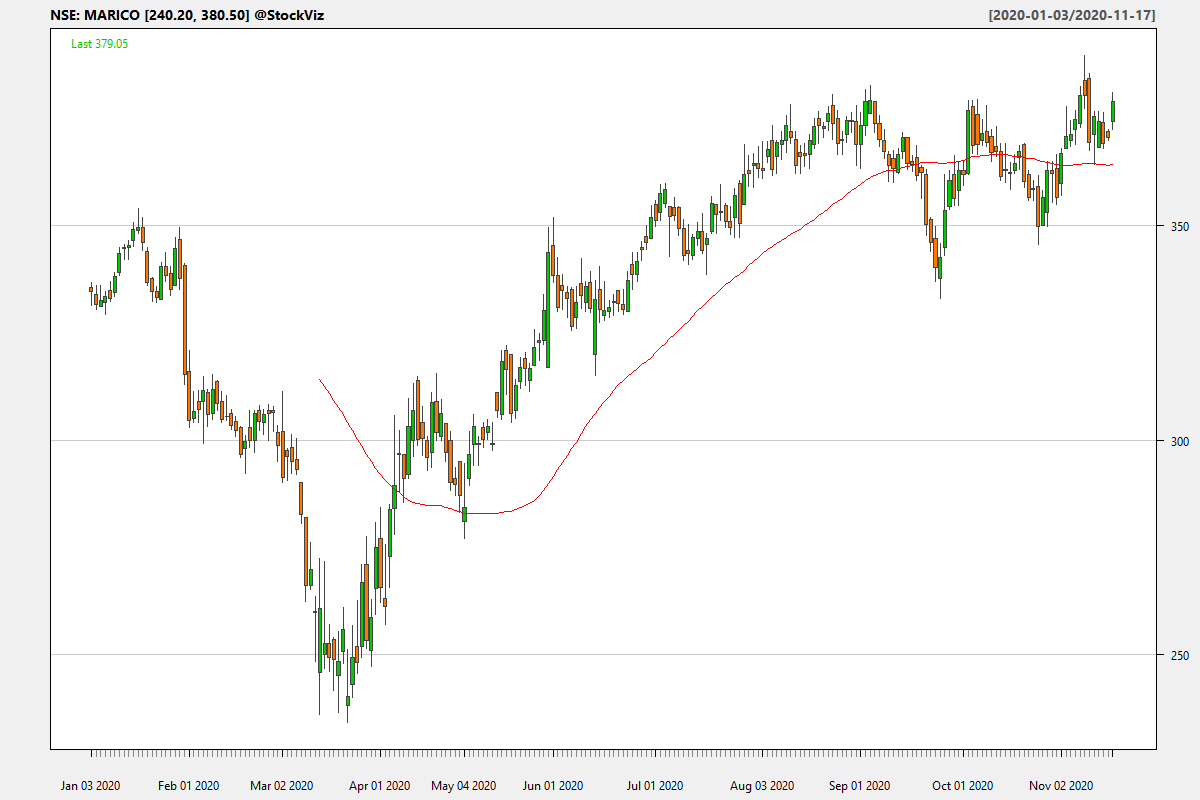 NSE: MARICO [240.20, 380.50] @StockViz [2020-01-03/2020-11-17]
Last 379.05
350
300
250
Jan 03 2020 Feb 01 2020 Mar 02 2020 Apr 01 2020 May 04 2020 Jun 01 2020 Jul 01 2020 Aug 03 2020 Sep 01 2020 Oct 01 2020 Nov 02 2020